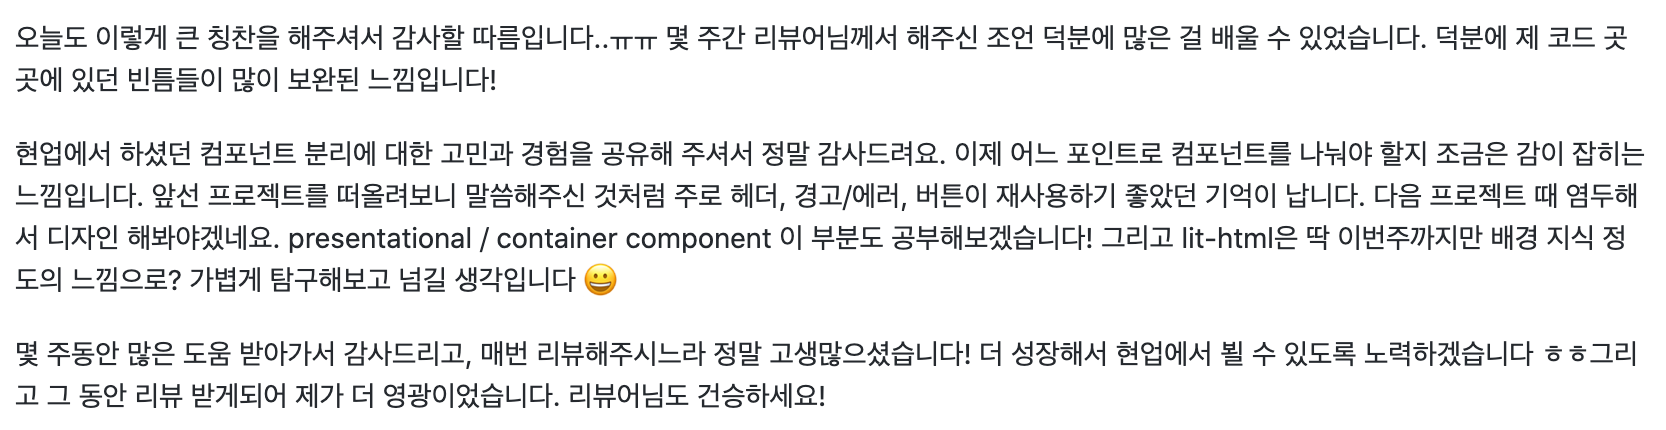 오늘도 이렇게 큰 칭찬을 해주셔서 감사할 따름입니다..ㅠㅠ 몇 주간 리뷰어님께서 해주신 조언 덕분에 많은 걸 배울 수 있었습니다. 덕분에 제 코드 곳
곳에 있던 빈틈들이 많이 보완된 느낌입니다!
현업에서 하셨던 컴포넌트 분리에 대한 고민과 경험을 공유해 주셔서 정말 감사드려요. 이제 어느 포인트로 컴포넌트를 나눠야 할지 조금은 감이 잡히는
느낌입니다. 앞선 프로젝트를 떠올려보니 말씀해주신 것처럼 주로 헤더, 경고/에러, 버튼이 재사용하기 좋았던 기억이 납니다. 다음 프로젝트 때 염두해
서 디자인 해봐야겠네요. presentational / container component 이 부분도 공부해보겠습니다! 그리고 lit-html은 딱 이번주까지만 배경 지식 정
도의 느낌으로? 가볍게 탐구해보고 넘길 생각입니다 😀
몇 주동안 많은 도움 받아가서 감사드리고, 매번 리뷰해주시느라 정말 고생많으셨습니다! 더 성장해서 현업에서 뵐 수 있도록 노력하겠습니다 ㅎㅎ그리
고 그 동안 리뷰 받게되어 제가 더 영광이었습니다. 리뷰어님도 건승하세요!